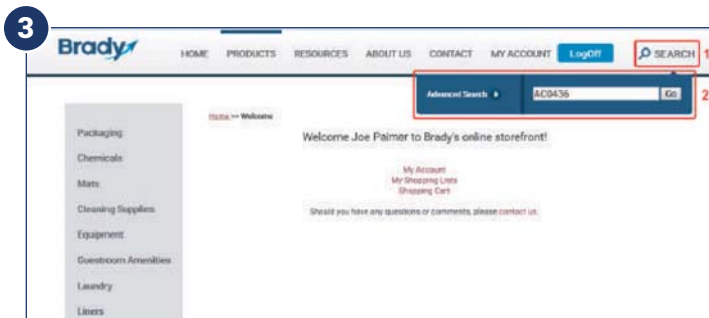 3
Brady
HOME PRODUCTS RESOURCES ABOUT US CONTACT MY ACCOUNT LogOff SEARCH 1
Advanced Search AC0436 Go 2
Home >> Welcome
Packaging
Chemicals
Mats
Cleaning Supplies
Equipment
Guestroom Amenities
Laundry
Liners
Welcome Joe Palmer to Brady's online storefront!
My Account
My Shopping Lists
Shopping Cart
Should you have any questions or comments, please contact us.